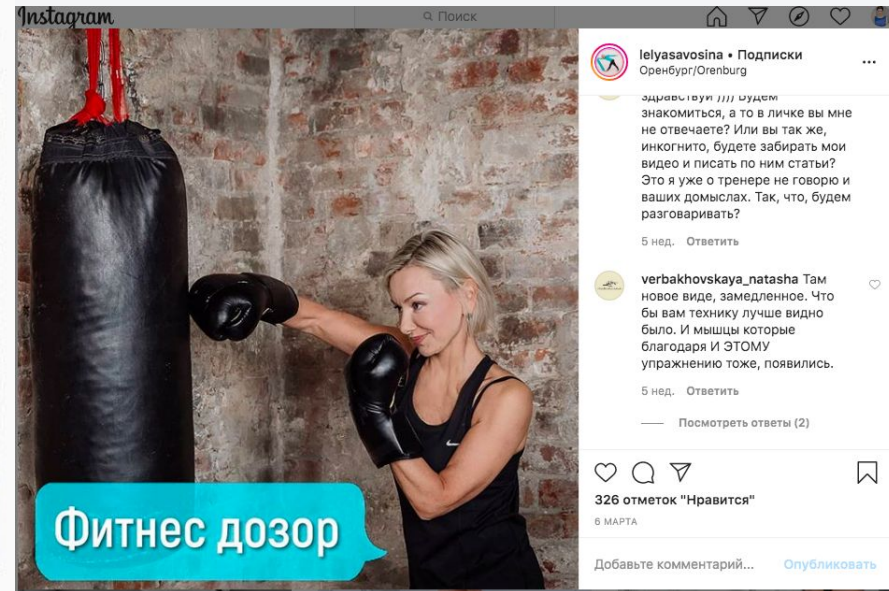 Instagram
Поиск
lelyasavosina • Подписки
Оренбург/Orenburg
здравствуй )))) Будем
знакомиться, а то в личке вы мне
не отвечаете? Или вы так же,
инкогнито, будете забирать мои
видео и писать по ним статьи?
Это я уже о тренере не говорю и
ваших домыслах. Так, что, будем
разговаривать?
5 нед. Ответить
verbakhovskaya_natasha Там
новое виде, замедленное. Что
бы вам технику лучше видно
было. И мышцы которые
благодаря И ЭТОМУ
упражнению тоже, появились.
5 нед. Ответить
Посмотреть ответы (2)
326 отметок "Нравится"
6 МАРТА
Добавьте комментарий... Опубликовать
Фитнес дозор